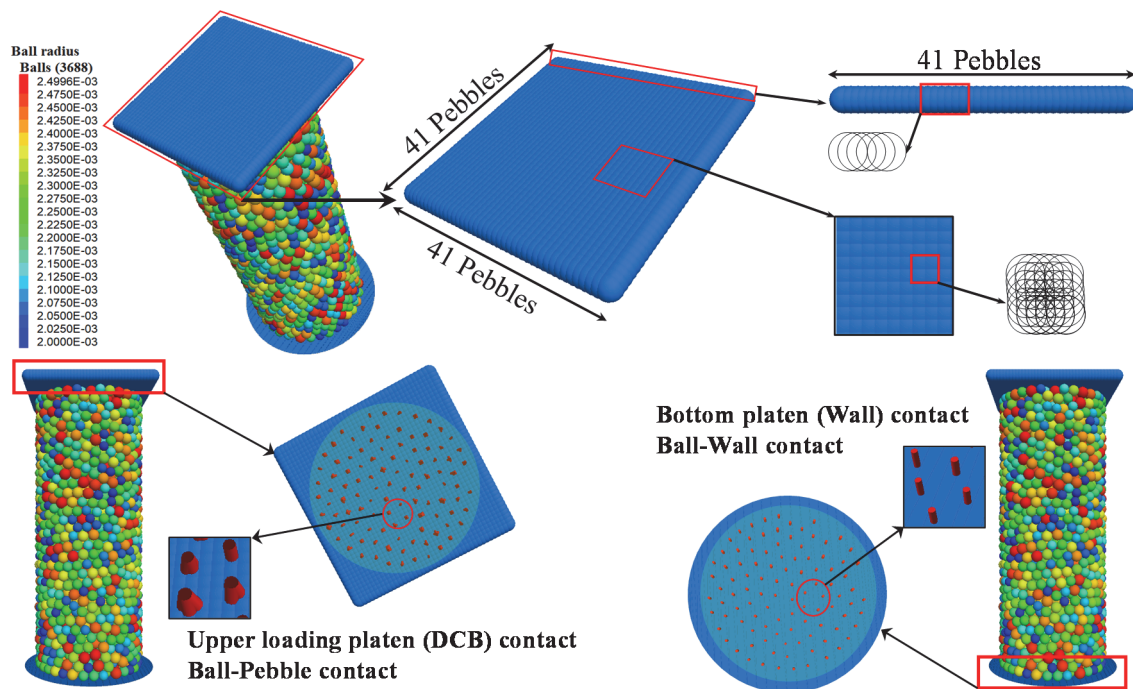 Ball radius
Balls (3688)
2.4996E-03
2.4750E-03
2.4500E-03
2.4250E-03
2.4000E-03
2.3750E-03
2.3500E-03
2.3250E-03
2.3000E-03
2.2750E-03
2.2500E-03
2.2250E-03
2.2000E-03
2.1750E-03
2.1500E-03
2.1250E-03
2.1000E-03
2.0750E-03
2.0500E-03
2.0250E-03
2.0000E-03
41 Pebbles
41 Pebbles
41 Pebbles
Upper loading platen (DCB) contact
Ball-Pebble contact
Bottom platen (Wall) contact
Ball-Wall contact